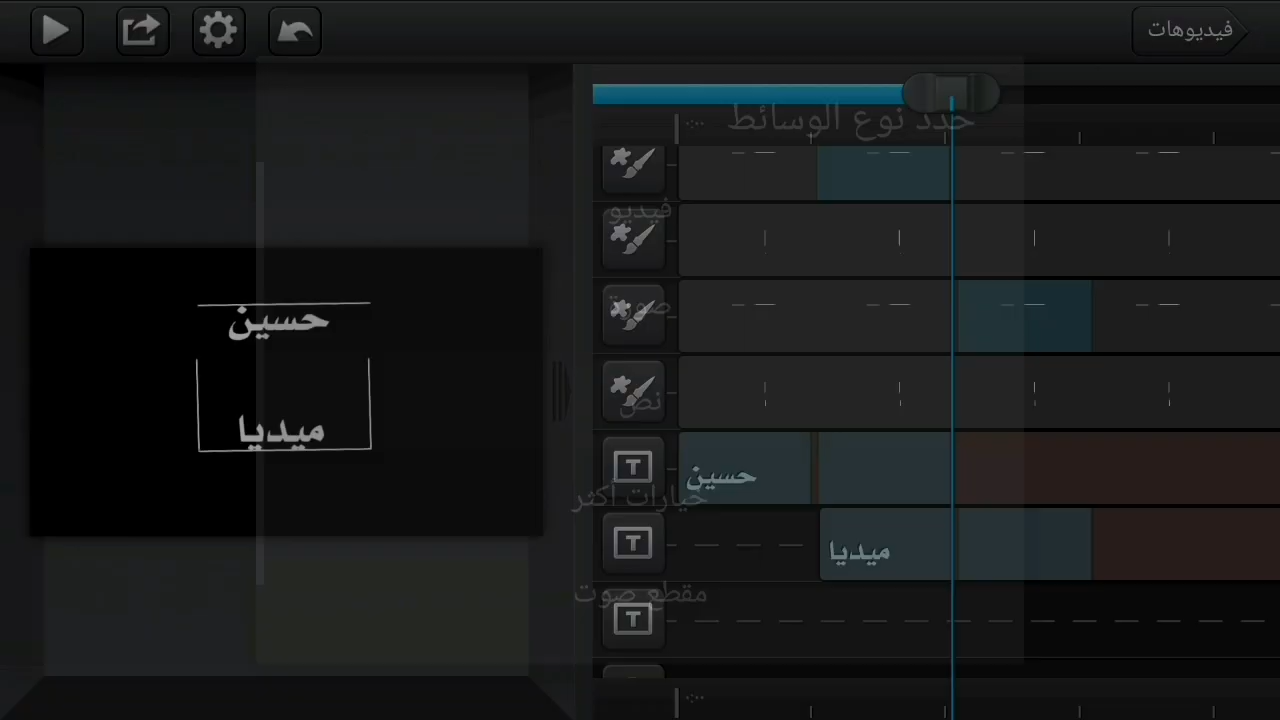 فيديوهات
حدد نوع الوسائط
فيديو
صورة
نص
خيارات أكثر
مقطع صوت
حسين
ميديا
حسين
ميديا
T
T
T